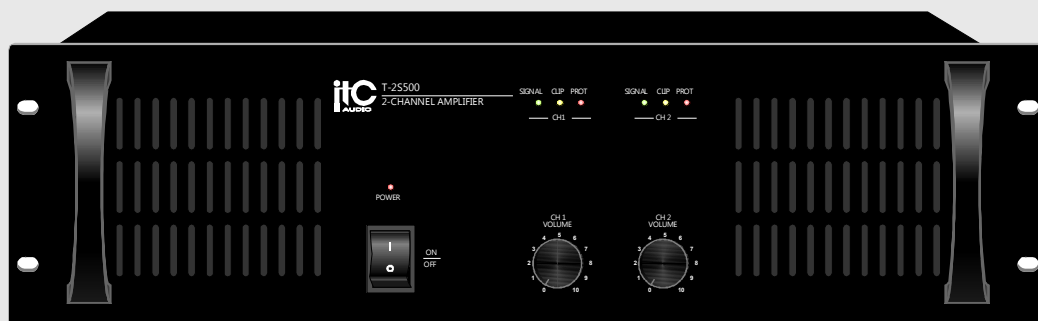 itC
AUDIO
T-2S500
2-CHANNEL AMPLIFIER
SIGNAL CLIP PROT
CH1
SIGNAL CLIP PROT
CH 2
POWER
I
O
ON
OFF
CH 1
VOLUME
0 1 2 3 4 5 6 7 8 9 10
CH 2
VOLUME
0 1 2 3 4 5 6 7 8 9 10